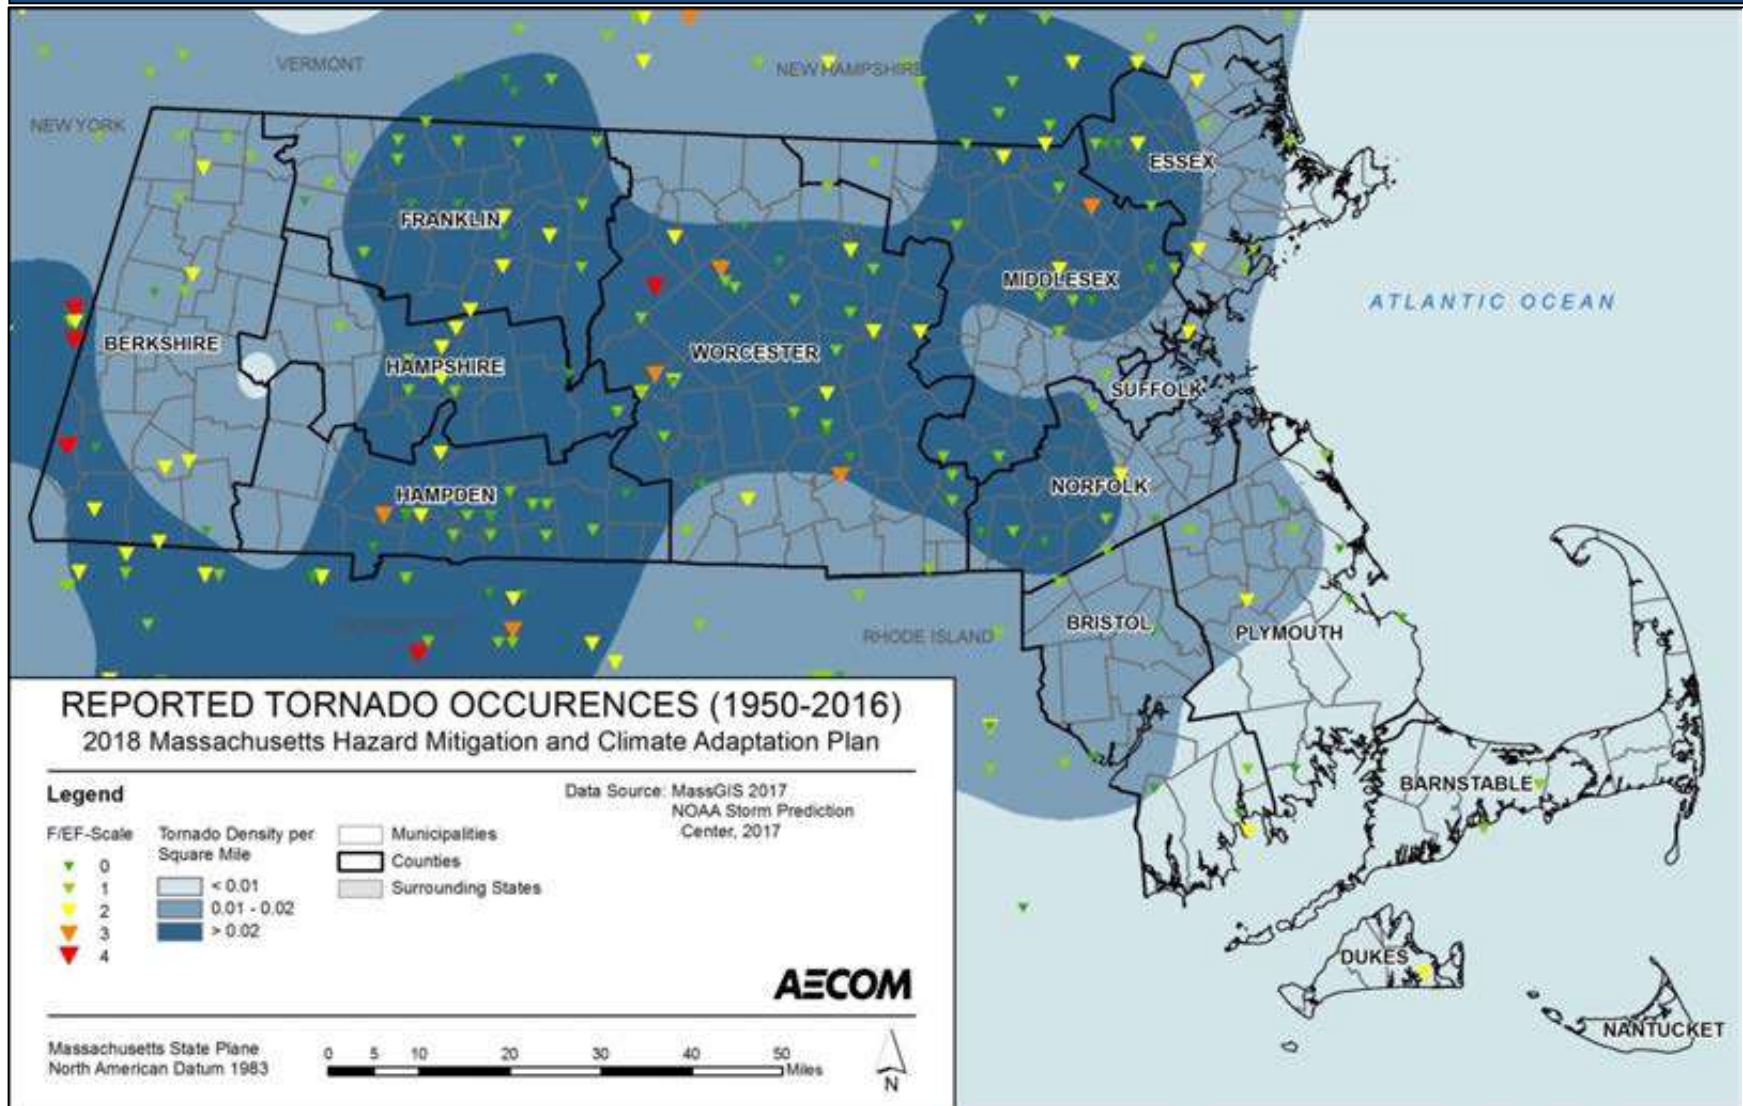 VERMONT
NEW HAMPSHIRE
NEW YORK
ESSEX
FRANKLIN
MIDDLESEX
ATLANTIC OCEAN
BERKSHIRE
WORCESTER
HAMPSHIRE
SUFFOLK
NORFOLK
HAMPDEN
BRISTOL
PLYMOUTH
RHODE ISLAND
BARNSTABLE
DUKES
NANTUCKET
REPORTED TORNADO OCCURENCES (1950-2016)
2018 Massachusetts Hazard Mitigation and Climate Adaptation Plan
Legend
Data Source: MassGIS 2017
NOAA Storm Prediction
Center, 2017
F/EF-Scale
0
1
2
3
4
Tornado Density per
Square Mile
< 0.01
0.01 - 0.02
> 0.02
Municipalities
Counties
Surrounding States
AECOM
Massachusetts State Plane
North American Datum 1983
0 5 10 20 30 40 50
Miles
N